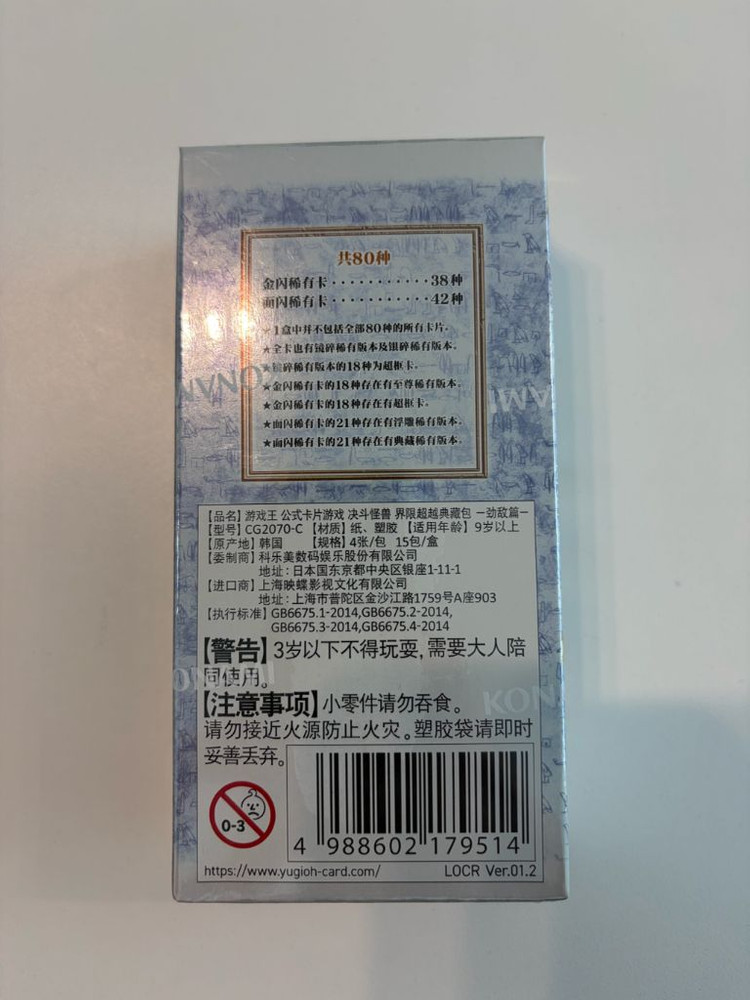 共80种
金闪稀有卡···········38种
面闪稀有卡···········42种
★1盒中并不包括全部80种的所有卡片。
★全卡也有镜碎稀有版本及银碎稀有版本。
★镜碎稀有版本的18种为超框卡。
★金闪稀有卡的18种存在有至尊稀有版本。
★金闪稀有卡的18种存在有超框卡。
★面闪稀有卡的21种存在有浮雕稀有版本。
★面闪稀有卡的21种存在有典藏稀有版本。
KONAMI
【品名】游戏王 公式卡片游戏 决斗怪兽 界限超越典藏包 －劲敌篇－
【型号】CG2070-C 【材质】纸、塑胶 【适用年龄】9岁以上
【原产地】韩国 【规格】4张/包 15包/盒
【委制商】科乐美数码娱乐股份有限公司
地址：日本国东京都中央区银座1-11-1
【进口商】上海映蝶影视文化有限公司
地址：上海市普陀区金沙江路1759号A座903
【执行标准】GB6675.1-2014,GB6675.2-2014,
GB6675.3-2014,GB6675.4-2014
【警告】3岁以下不得玩耍,需要大人陪
同使用。
【注意事项】小零件请勿吞食。
请勿接近火源防止火灾。塑胶袋请即时
妥善丢弃。
0-3
4 988602 179514
https://www.yugioh-card.com/
LOCR Ver.01.2